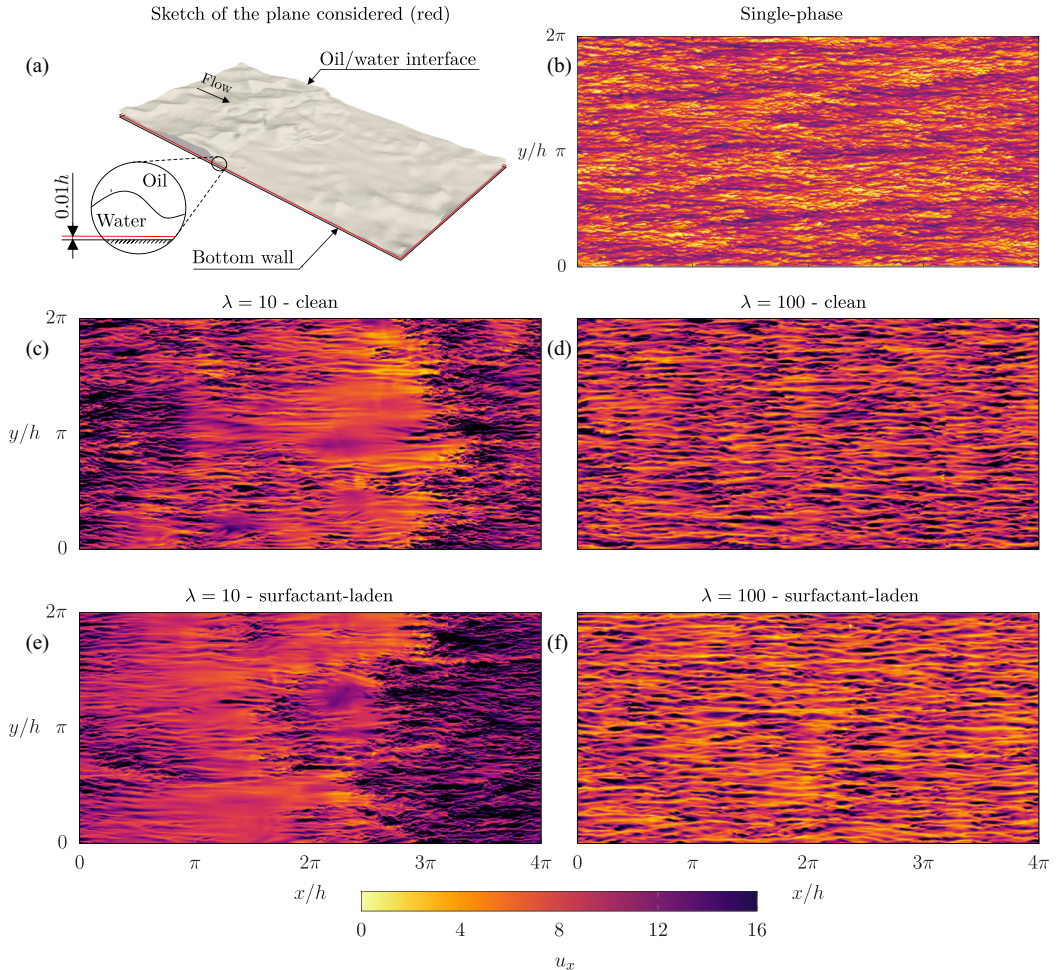 Sketch of the plane considered (red)
Single-phase
(a)
Oil/water interface
Flow
0.01h
Oil
Water
Bottom wall
(b)
2π
y/h π
0
λ = 10 - clean
λ = 100 - clean
(c)
2π
y/h π
0
(d)
λ = 10 - surfactant-laden
λ = 100 - surfactant-laden
(e)
2π
y/h π
0
(f)
0 π 2π 3π 4π
0 π 2π 3π 4π
x/h
x/h
0 4 8 12 16
uₓ